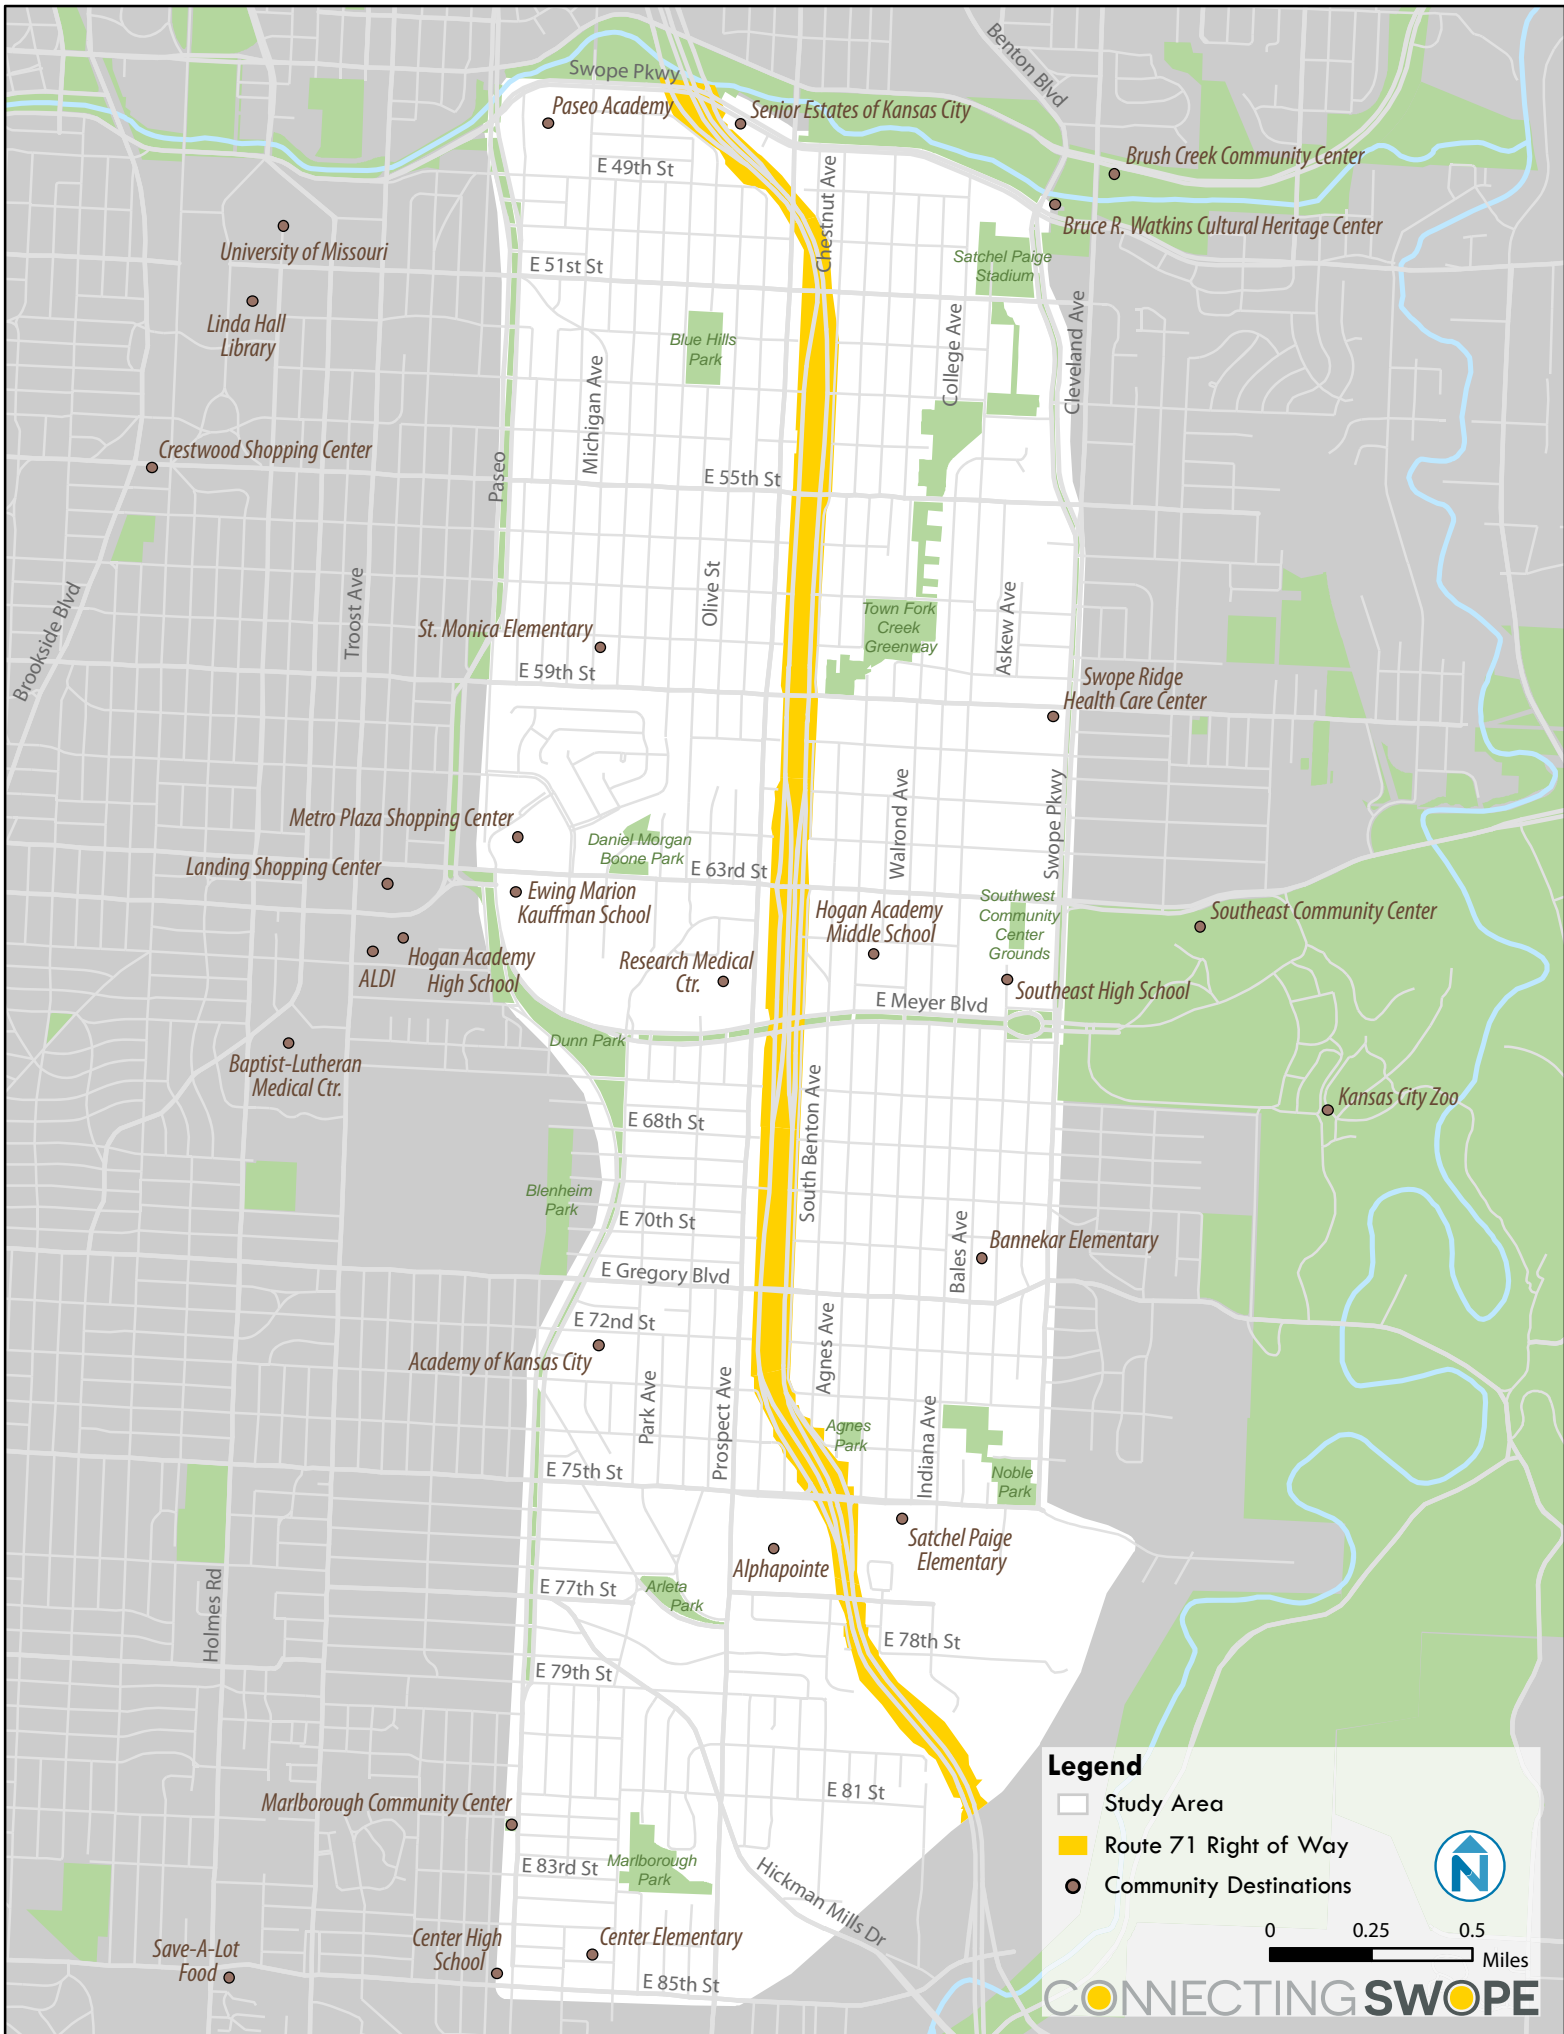 Benton Blvd
Swope Pkwy
Paseo Academy
Senior Estates of Kansas City
E 49th St
Chestnut Ave
Brush Creek Community Center
Bruce R. Watkins Cultural Heritage Center
University of Missouri
E 51st St
Satchel Paige
Stadium
Linda Hall
Library
Blue Hills
Park
Michigan Ave
College Ave
Cleveland Ave
Crestwood Shopping Center
Paseo
E 55th St
Brookside Blvd
Troost Ave
Olive St
St. Monica Elementary
E 59th St
Town Fork
Creek
Greenway
Askew Ave
Swope Ridge
Health Care Center
Metro Plaza Shopping Center
Daniel Morgan
Boone Park
Walrond Ave
Swope Pkwy
Landing Shopping Center
E 63rd St
Ewing Marion
Kauffman School
Hogan Academy
Middle School
Southwest
Community
Center
Grounds
Southeast Community Center
ALDI
Hogan Academy
High School
Research Medical
Ctr.
Southeast High School
E Meyer Blvd
Dunn Park
Baptist-Lutheran
Medical Ctr.
Kansas City Zoo
E 68th St
South Benton Ave
Blenheim
Park
E 70th St
Bales Ave
Bannekar Elementary
E Gregory Blvd
E 72nd St
Academy of Kansas City
Agnes Ave
Park Ave
Prospect Ave
Indiana Ave
Agnes
Park
E 75th St
Noble
Park
Satchel Paige
Elementary
Alphapointe
Holmes Rd
E 77th St
Arleta
Park
E 78th St
E 79th St
E 81 St
Marlborough Community Center
E 83rd St
Marlborough
Park
Hickman Mills Dr
Save-A-Lot
Food
Center High
School
Center Elementary
E 85th St
Legend
Study Area
Route 71 Right of Way
Community Destinations
N
0 0.25 0.5
Miles
CONNECTING SWOPE